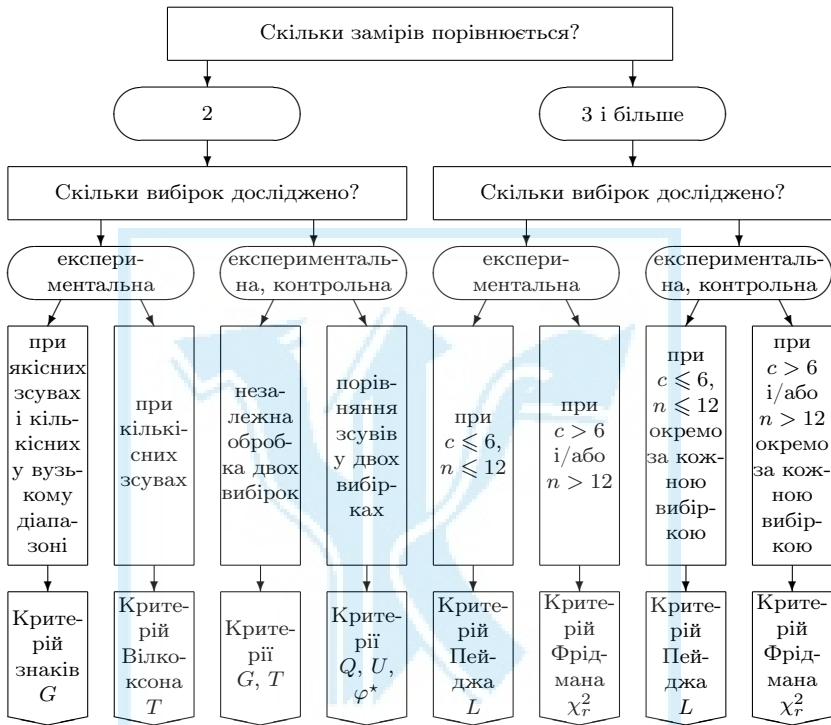 Скільки замірів порівнюється?
2
3 і більше
Скільки вибірок досліджено?
Скільки вибірок досліджено?
експери-
ментальна
експерименталь-
на, контрольна
експери-
ментальна
експерименталь-
на, контрольна
при
якісних
зсувах
і кіль-
кісних
у вузь-
кому
діапа-
зоні
при
кількі-
сних
зсувах
неза-
лежна
оброб-
ка двох
вибірок
порів-
няння
зсувів
у двох
вибір-
ках
при
c ⩽ 6,
n ⩽ 12
при
c > 6
і/або
n > 12
при
c ⩽ 6,
n ⩽ 12
окремо
за кож-
ною
вибір-
кою
при
c > 6
і/або
n > 12
окремо
за кож-
ною
вибір-
кою
Крите-
рій
знаків
G
Крите-
рій
Вілко-
ксона
T
Крите-
рії
G, T
Крите-
рії
Q, U,
φ*
Крите-
рій
Пей-
джа
L
Крите-
рій
Фрід-
мана
χ²ᵣ
Крите-
рій
Пей-
джа
L
Крите-
рій
Фрід-
мана
χ²ᵣ